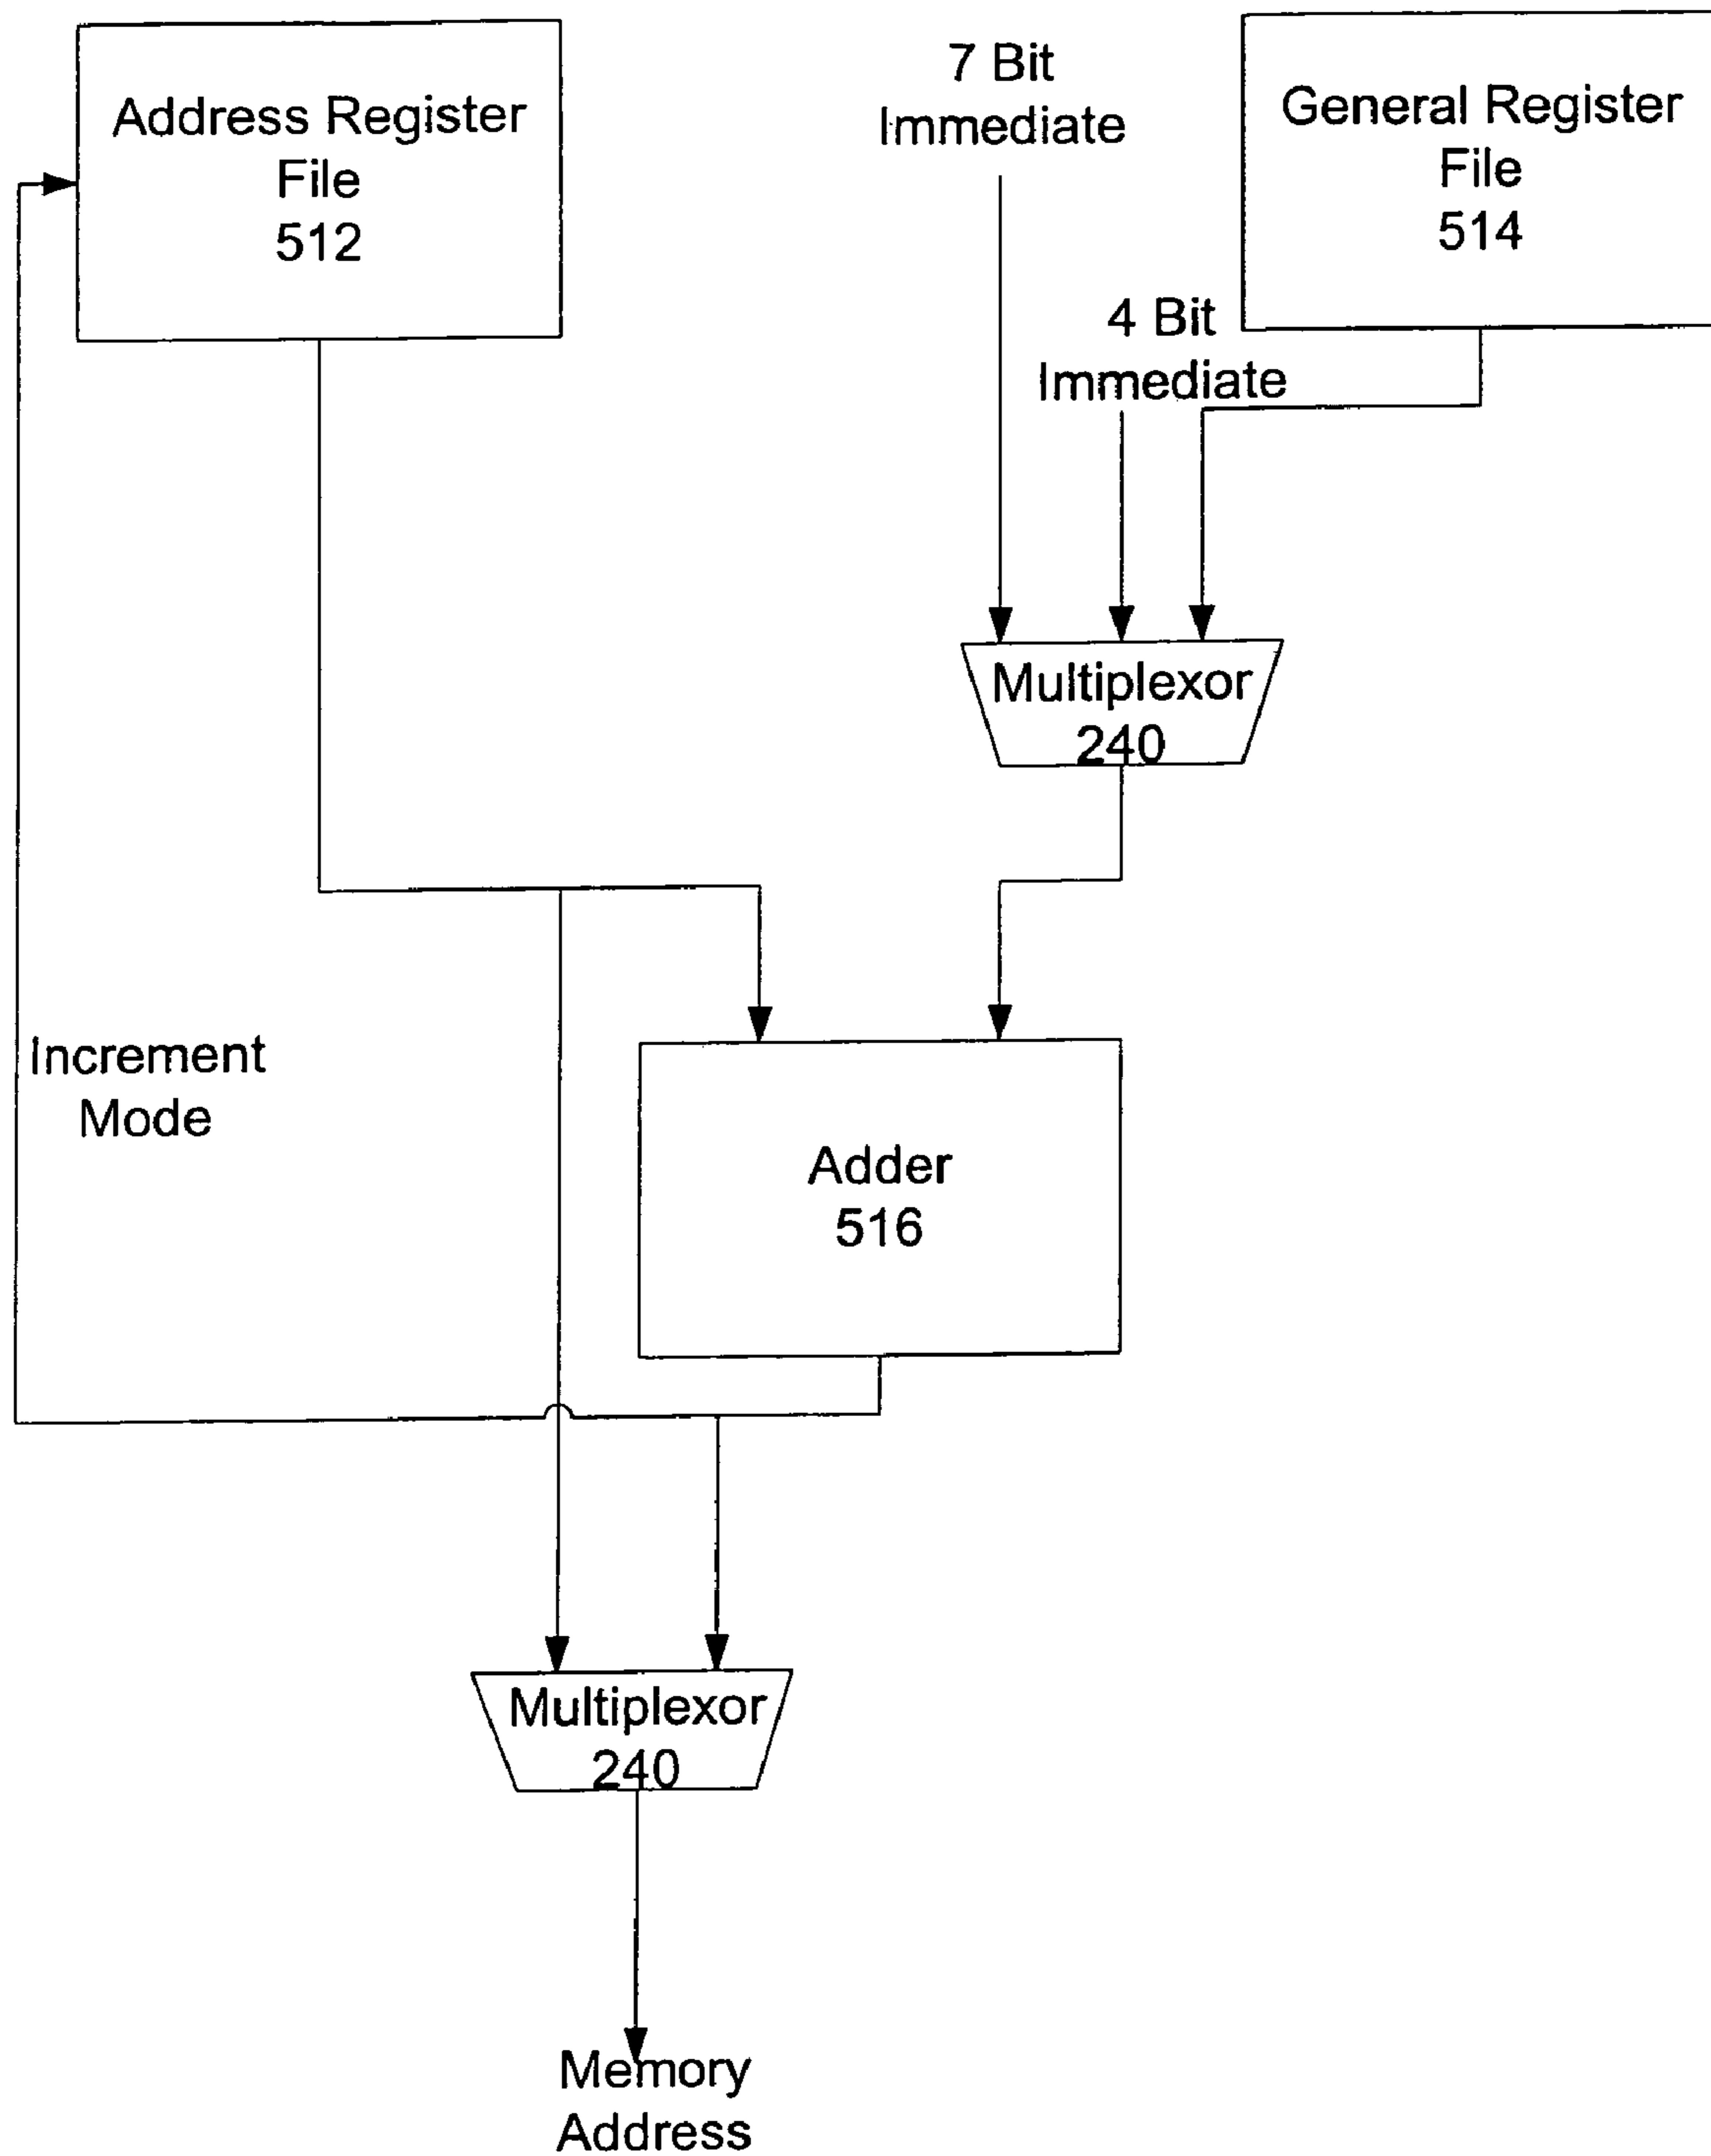 Address Register
File
512
7 Bit
Immediate
General Register
File
514
4 Bit
Immediate
Multiplexor
240
Increment
Mode
Adder
516
Multiplexor
240
Memory
Address